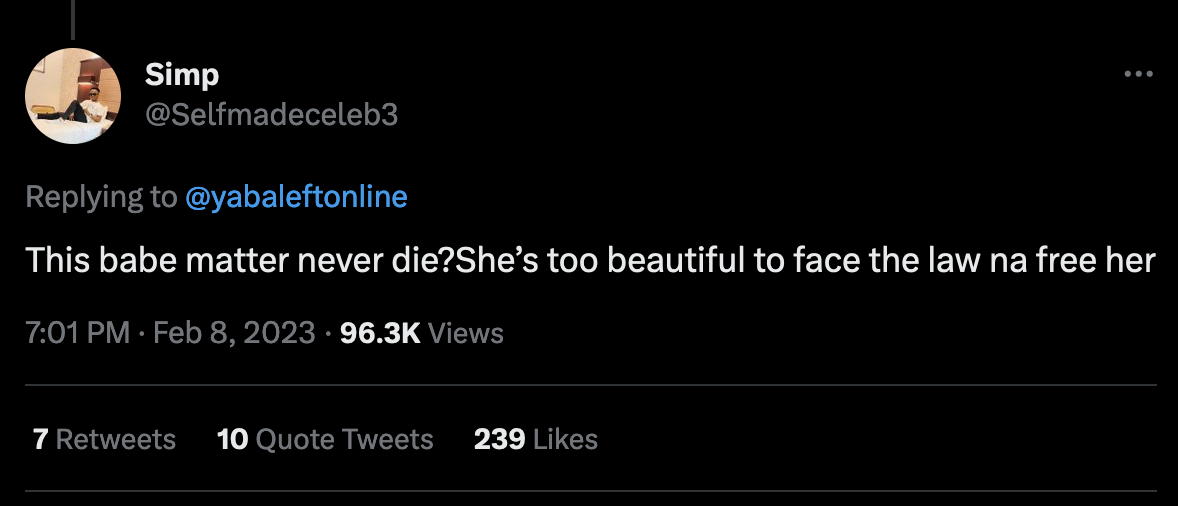 Simp
@Selfmadeceleb3
Replying to @yabaleftonline
This babe matter never die?She’s too beautiful to face the law na free her
7:01 PM · Feb 8, 2023 · 96.3K Views
7 Retweets 10 Quote Tweets 239 Likes